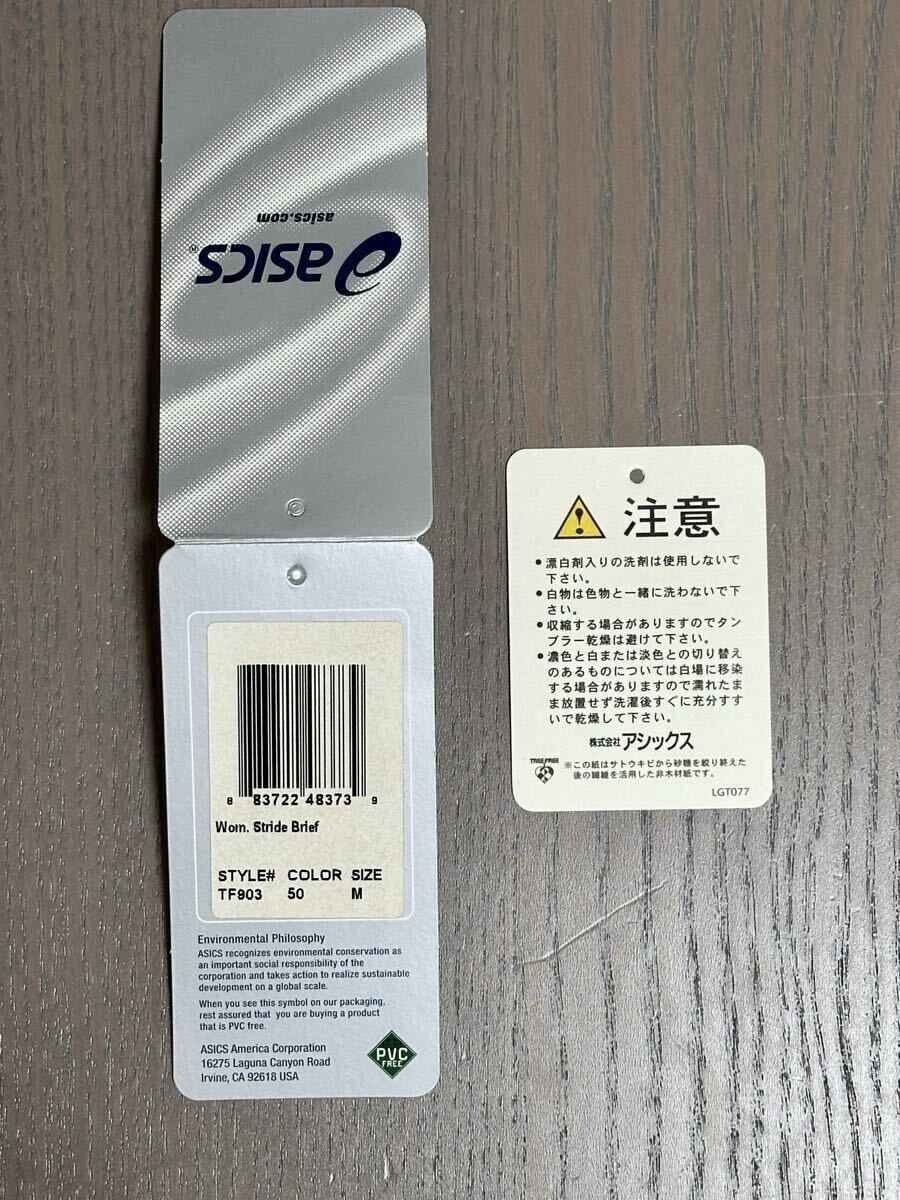 asics.com
asics®
8 83722 48373 9
Wom. Stride Brief
STYLE# COLOR SIZE
TF903 50 M
Environmental Philosophy
ASICS recognizes environmental conservation as
an important social responsibility of the
corporation and takes action to realize sustainable
development on a global scale.
When you see this symbol on our packaging,
rest assured that you are buying a product
that is PVC free.
ASICS America Corporation
16275 Laguna Canyon Road
Irvine, CA 92618 USA
PVC
FREE
注意
●漂白剤入りの洗剤は使用しないで
下さい。
●白物は色物と一緒に洗わないで下
さい。
●収縮する場合がありますのでタン
ブラー乾燥は避けて下さい。
●濃色と白または淡色との切り替え
のあるものについては白場に移染
する場合がありますので濡れたま
ま放置せず洗濯後すぐに充分すす
いで乾燥して下さい。
株式会社アシックス
TREE FREE
※この紙はサトウキビから砂糖を絞り終えた
後の繊維を活用した非木材紙です。
LGT077